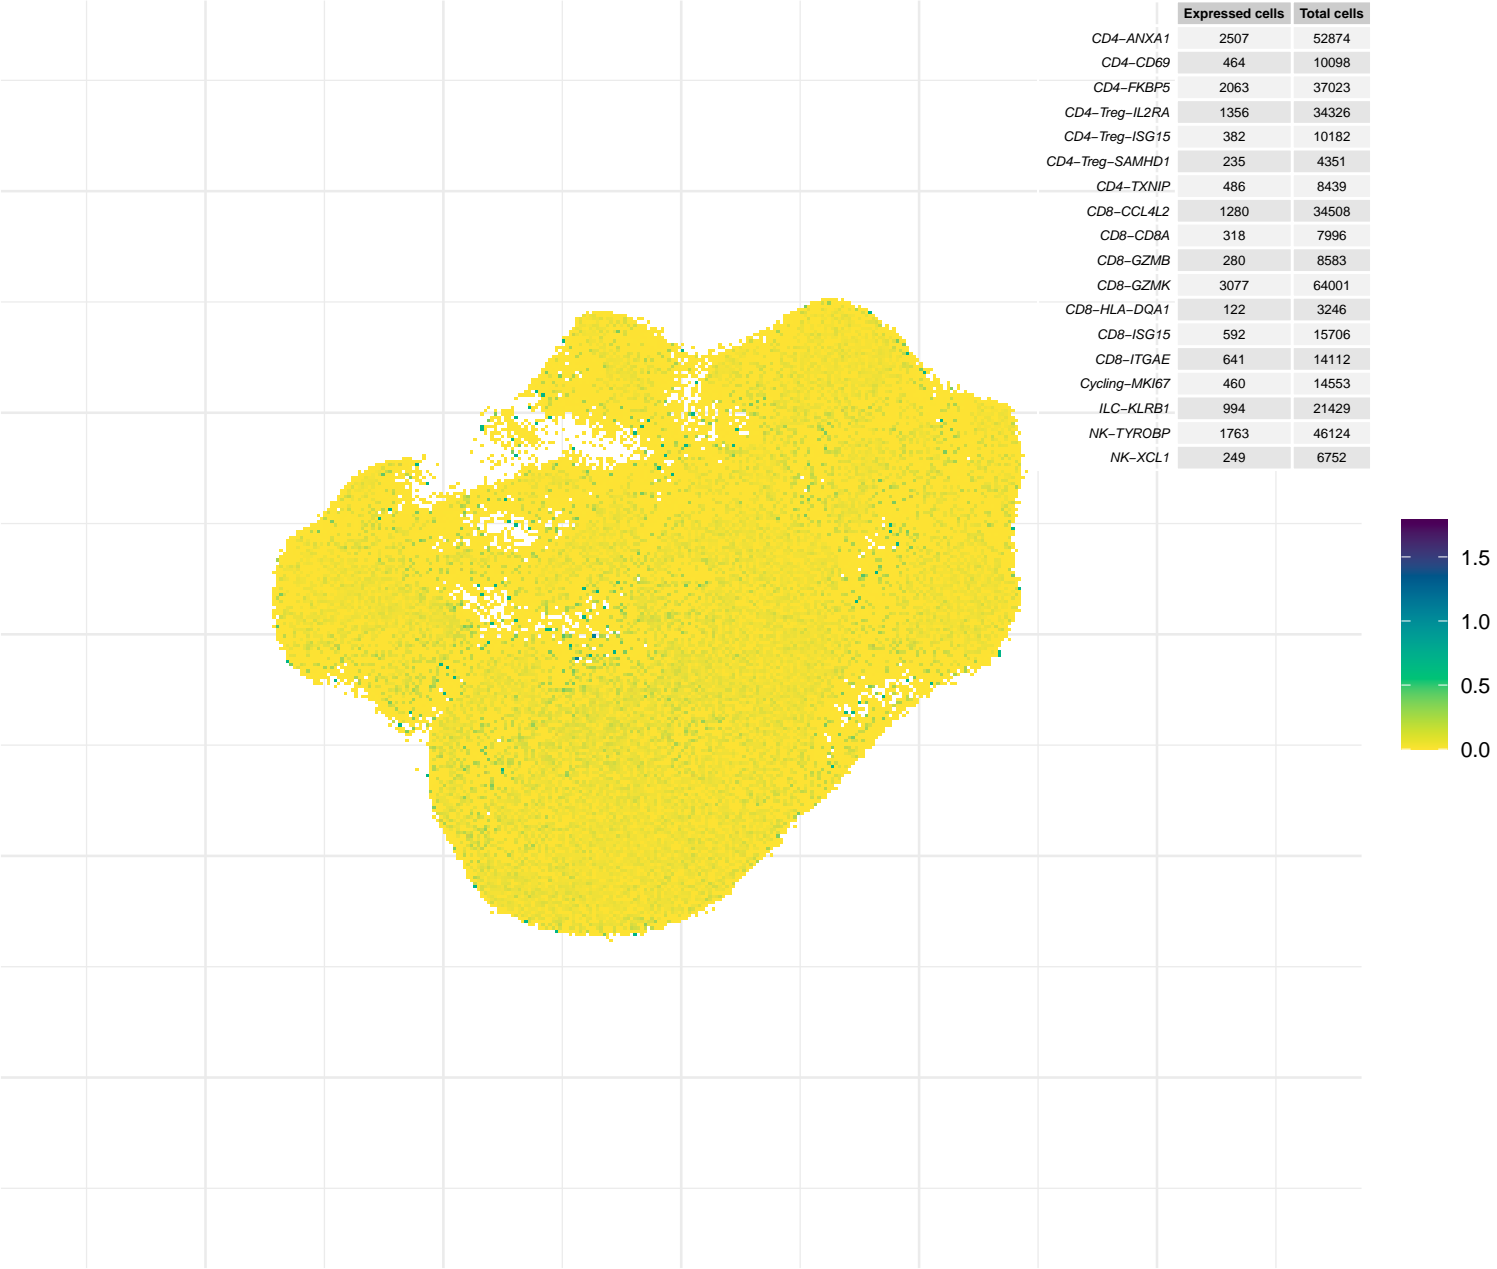 Expressed cells Total cells
CD4−ANXA1 2507 52874
CD4−CD69 464 10098
CD4−FKBP5 2063 37023
CD4−Treg−IL2RA 1356 34326
CD4−Treg−ISG15 382 10182
CD4−Treg−SAMHD1 235 4351
CD4−TXNIP 486 8439
CD8−CCL4L2 1280 34508
CD8−CD8A 318 7996
CD8−GZMB 280 8583
CD8−GZMK 3077 64001
CD8−HLA−DQA1 122 3246
CD8−ISG15 592 15706
CD8−ITGAE 641 14112
Cycling−MKI67 460 14553
ILC−KLRB1 994 21429
NK−TYROBP 1763 46124
NK−XCL1 249 6752
1.5
1.0
0.5
0.0